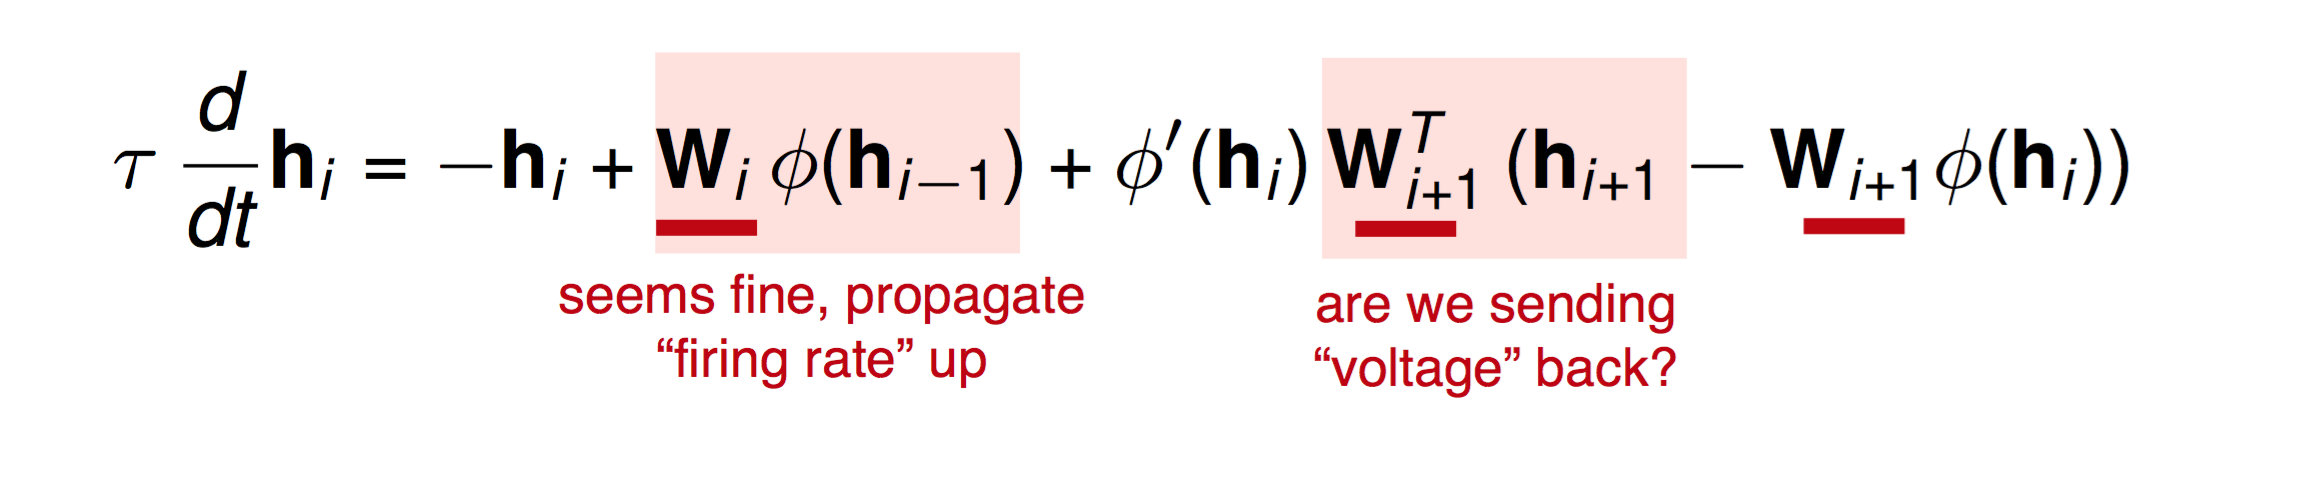 τ d/dt h_i = −h_i + W_i ϕ(h_{i−1}) + ϕ′(h_i) W_{i+1}^T (h_{i+1} − W_{i+1}ϕ(h_i))
seems fine, propagate
“firing rate” up
are we sending
“voltage” back?